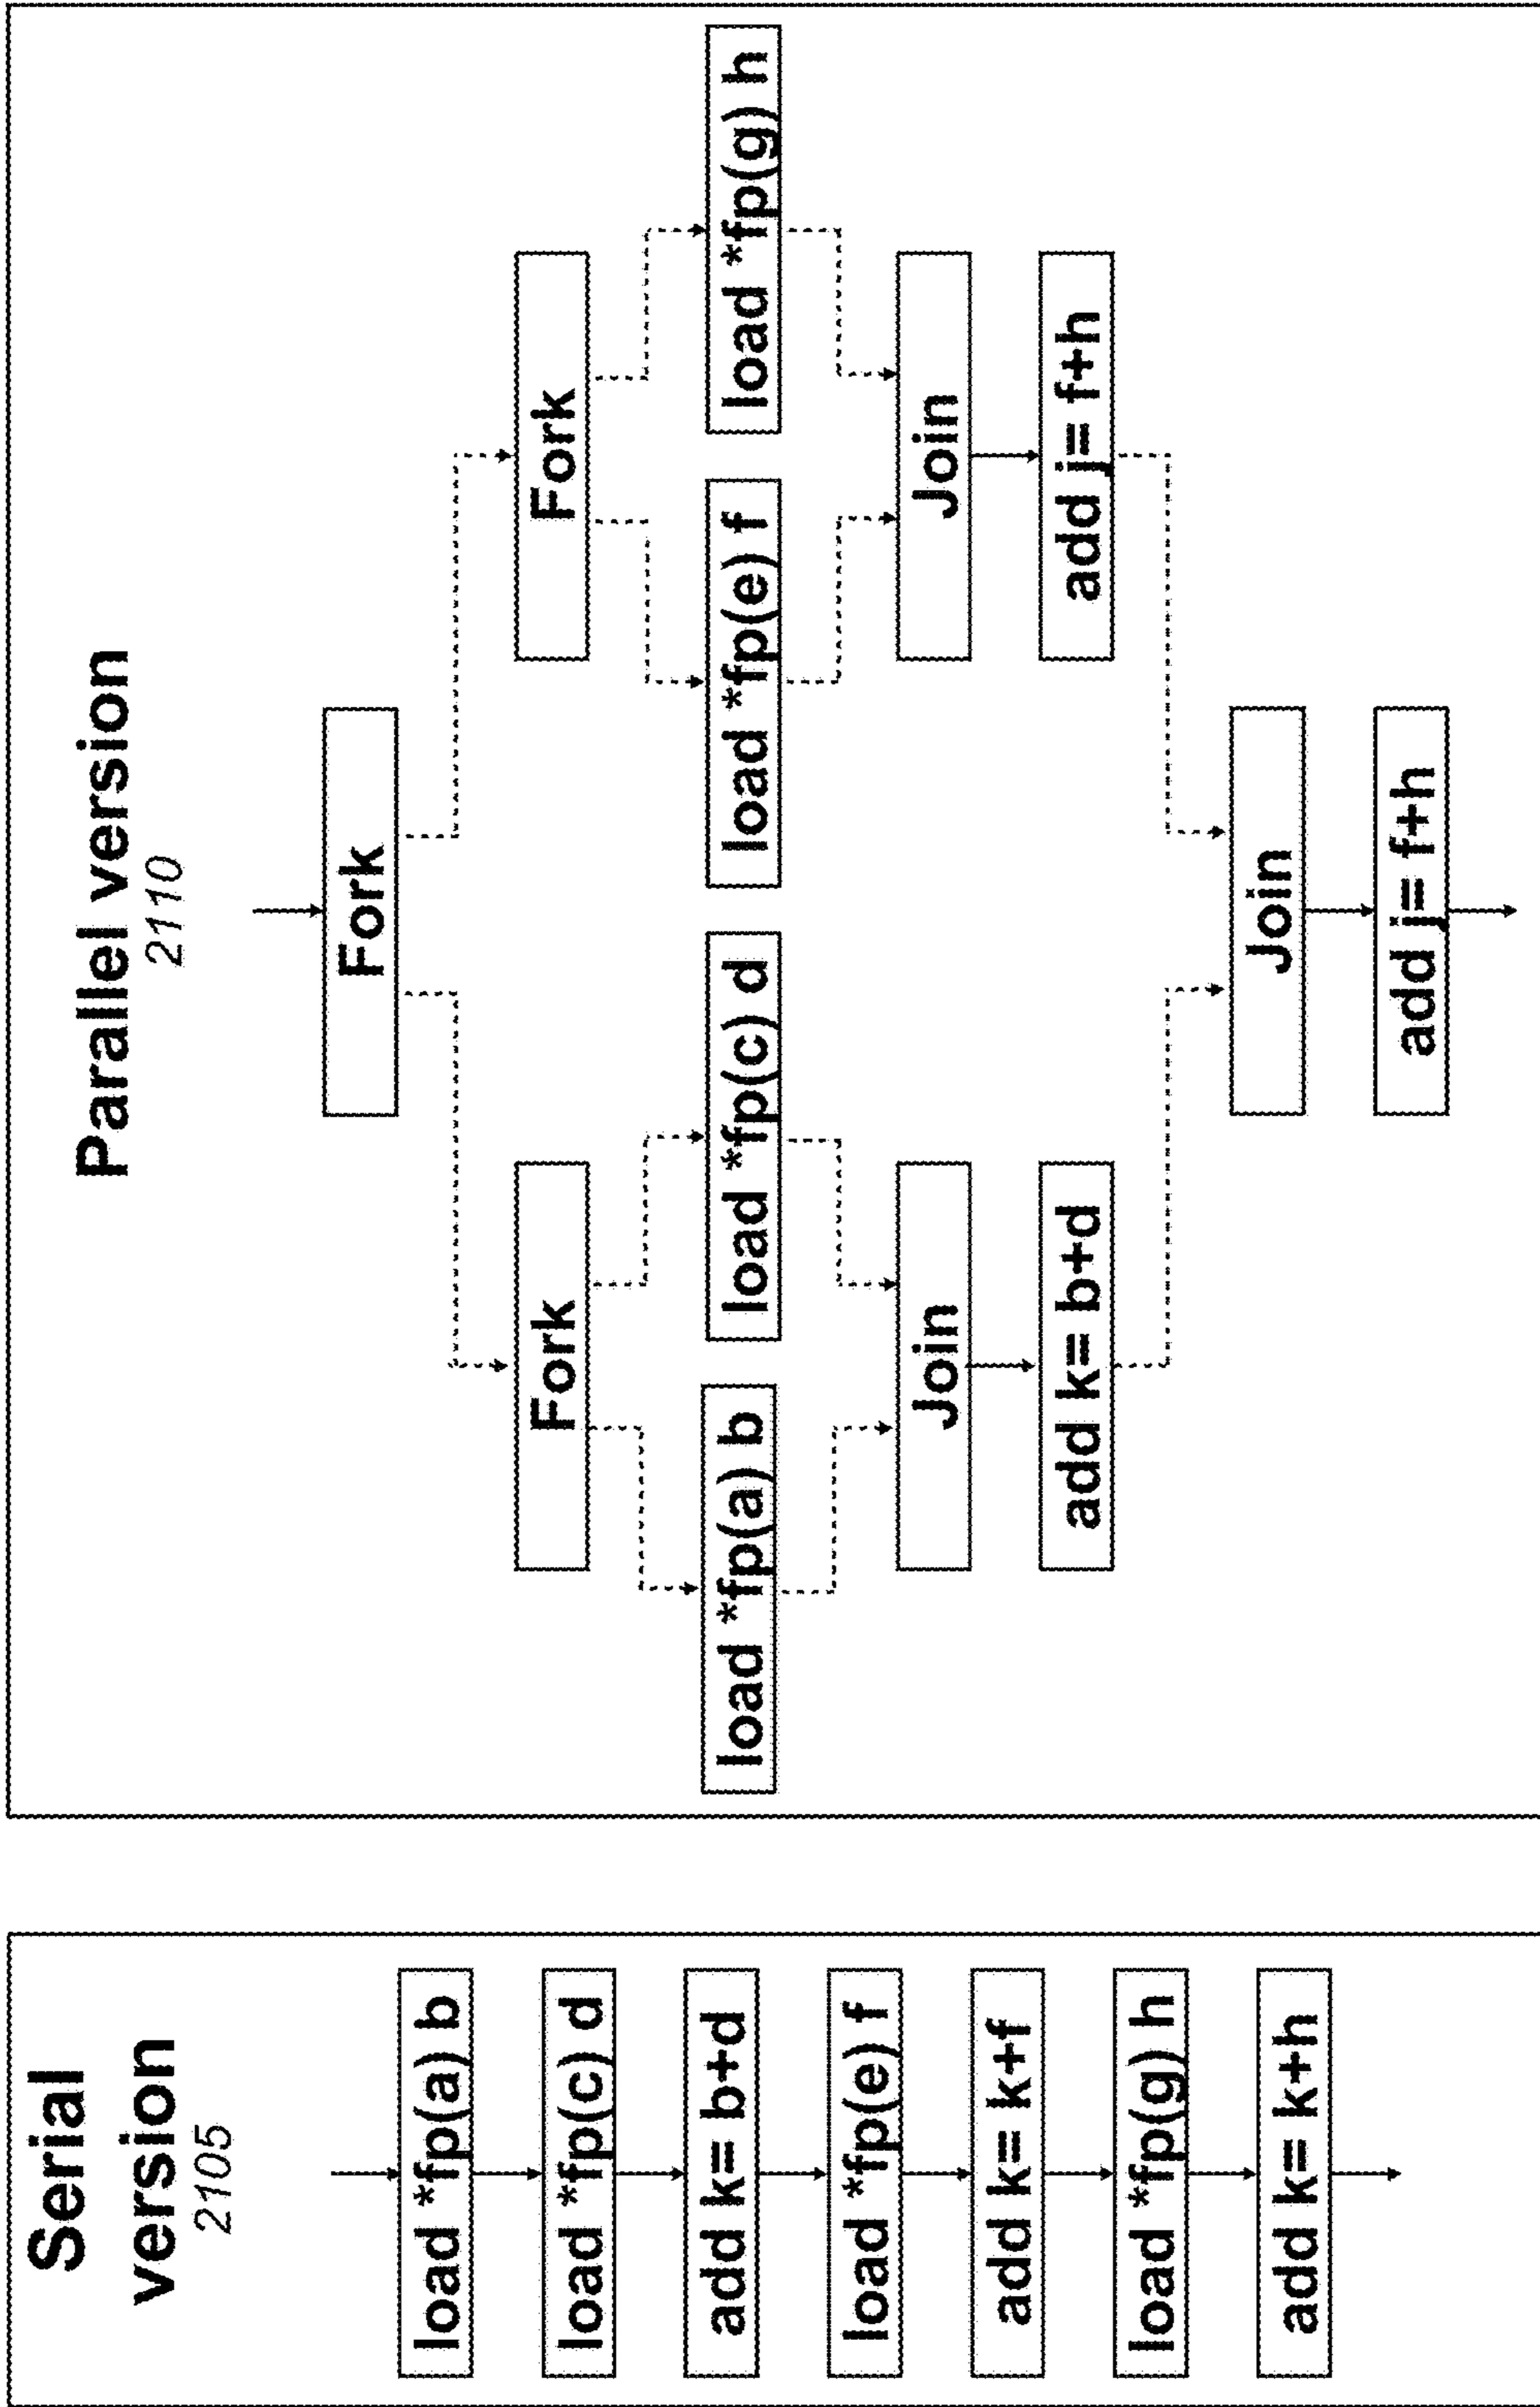 Serial
version
2105
load *fp(a) b
load *fp(c) d
add k= b+d
load *fp(e) f
add k= k+f
load *fp(g) h
add k= k+h
Parallel version
2110
Fork
Fork
Fork
load *fp(a) b
load *fp(c) d
load *fp(e) f
load *fp(g) h
Join
Join
add k= b+d
add j= f+h
Join
add j= f+h